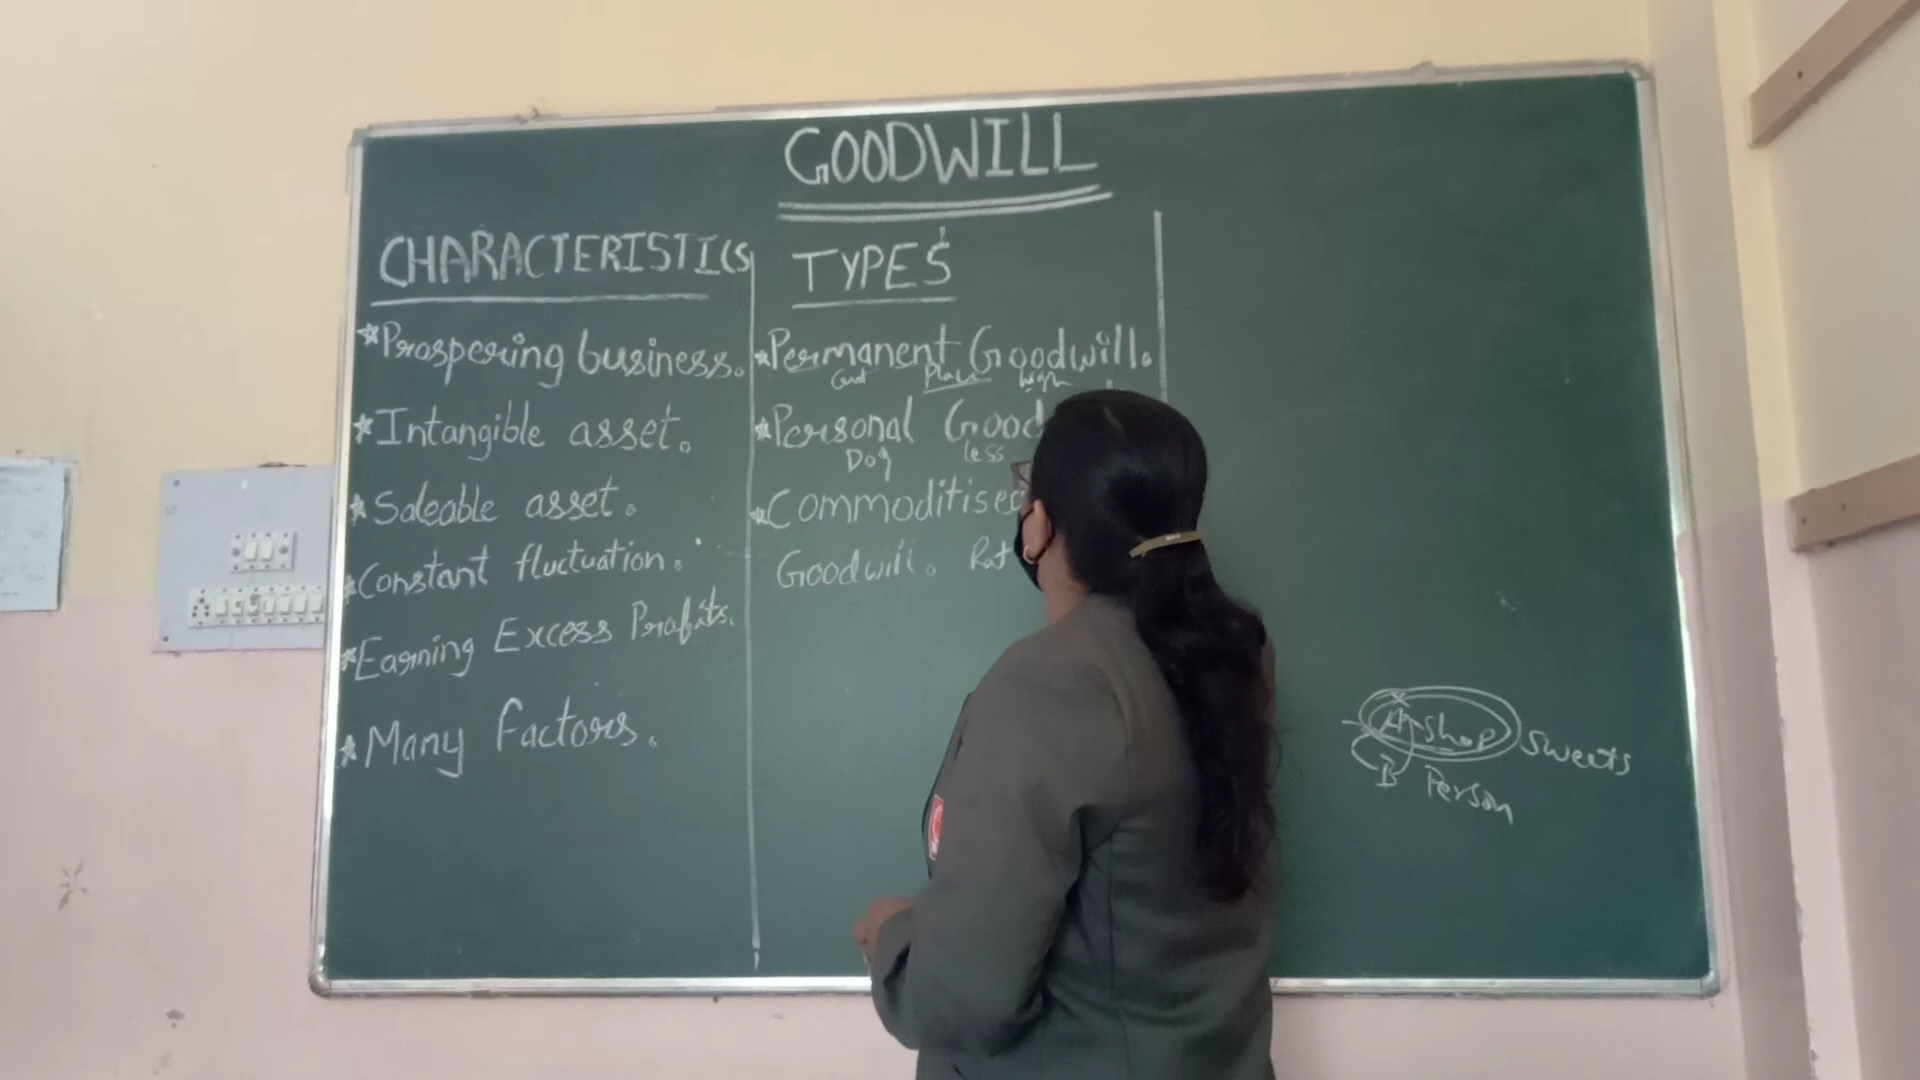 GOODWILL
CHARACTERISTICS
* Prospering business.
* Intangible asset.
* Saleable asset.
* Constant fluctuation.
* Earning Excess Profits.
* Many factors.
TYPES
* Permanent Goodwill.
Cat Place high
* Personal Good
Dog less
* Commoditised
Goodwill. Rat
A Shop Sweets
B Person